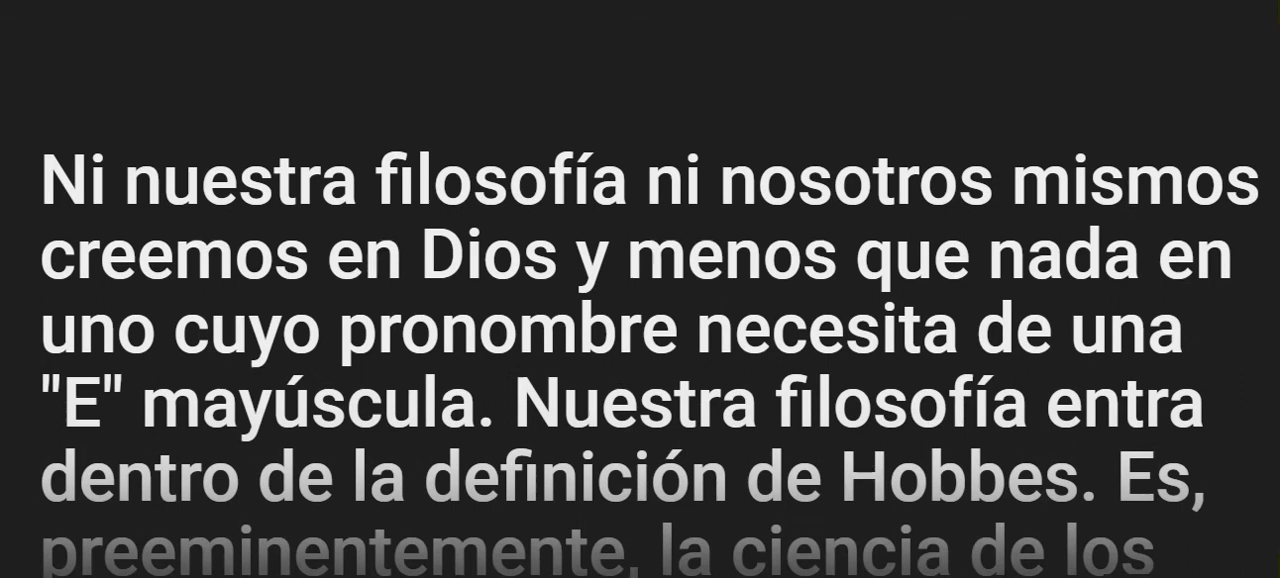 Ni nuestra filosofía ni nosotros mismos
creemos en Dios y menos que nada en
uno cuyo pronombre necesita de una
"E" mayúscula. Nuestra filosofía entra
dentro de la definición de Hobbes. Es,
preeminentemente, la ciencia de los